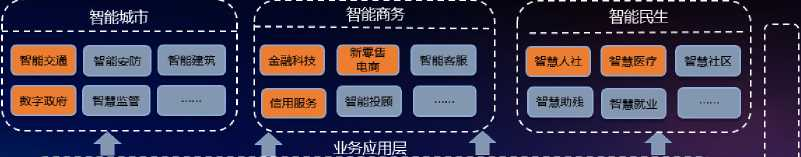 智能城市
智能商务
智能民生
智能交通
智能安防
智能建筑
数字政府
智慧监管
......
金融科技
新零售
电商
智能客服
信用服务
智能投顾
......
智慧人社
智慧医疗
智慧社区
智慧助残
智慧就业
......
业务应用层